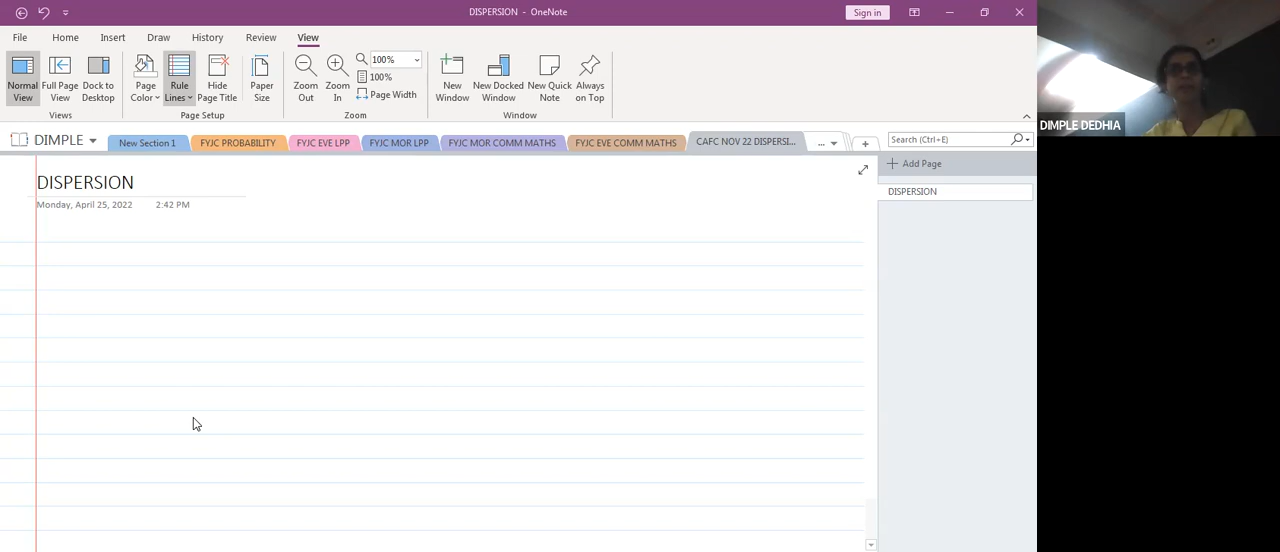 DISPERSION - OneNote
Sign in
File Home Insert Draw History Review View
Normal View
Full Page View
Dock to Desktop
Page Color
Rule Lines
Hide Page Title
Paper Size
Zoom Out
Zoom In
100%
100%
Page Width
New Window
New Docked Window
New Quick Note
Always on Top
Views
Page Setup
Zoom
Window
DIMPLE
New Section 1
FYJC PROBABILITY
FYJC EVE LPP
FYJC MOR LPP
FYJC MOR COMM MATHS
FYJC EVE COMM MATHS
CAFC NOV 22 DISPERSI...
...
Search (Ctrl+E)
Add Page
DISPERSION
DISPERSION
Monday, April 25, 2022 2:42 PM
DIMPLE DEDHIA